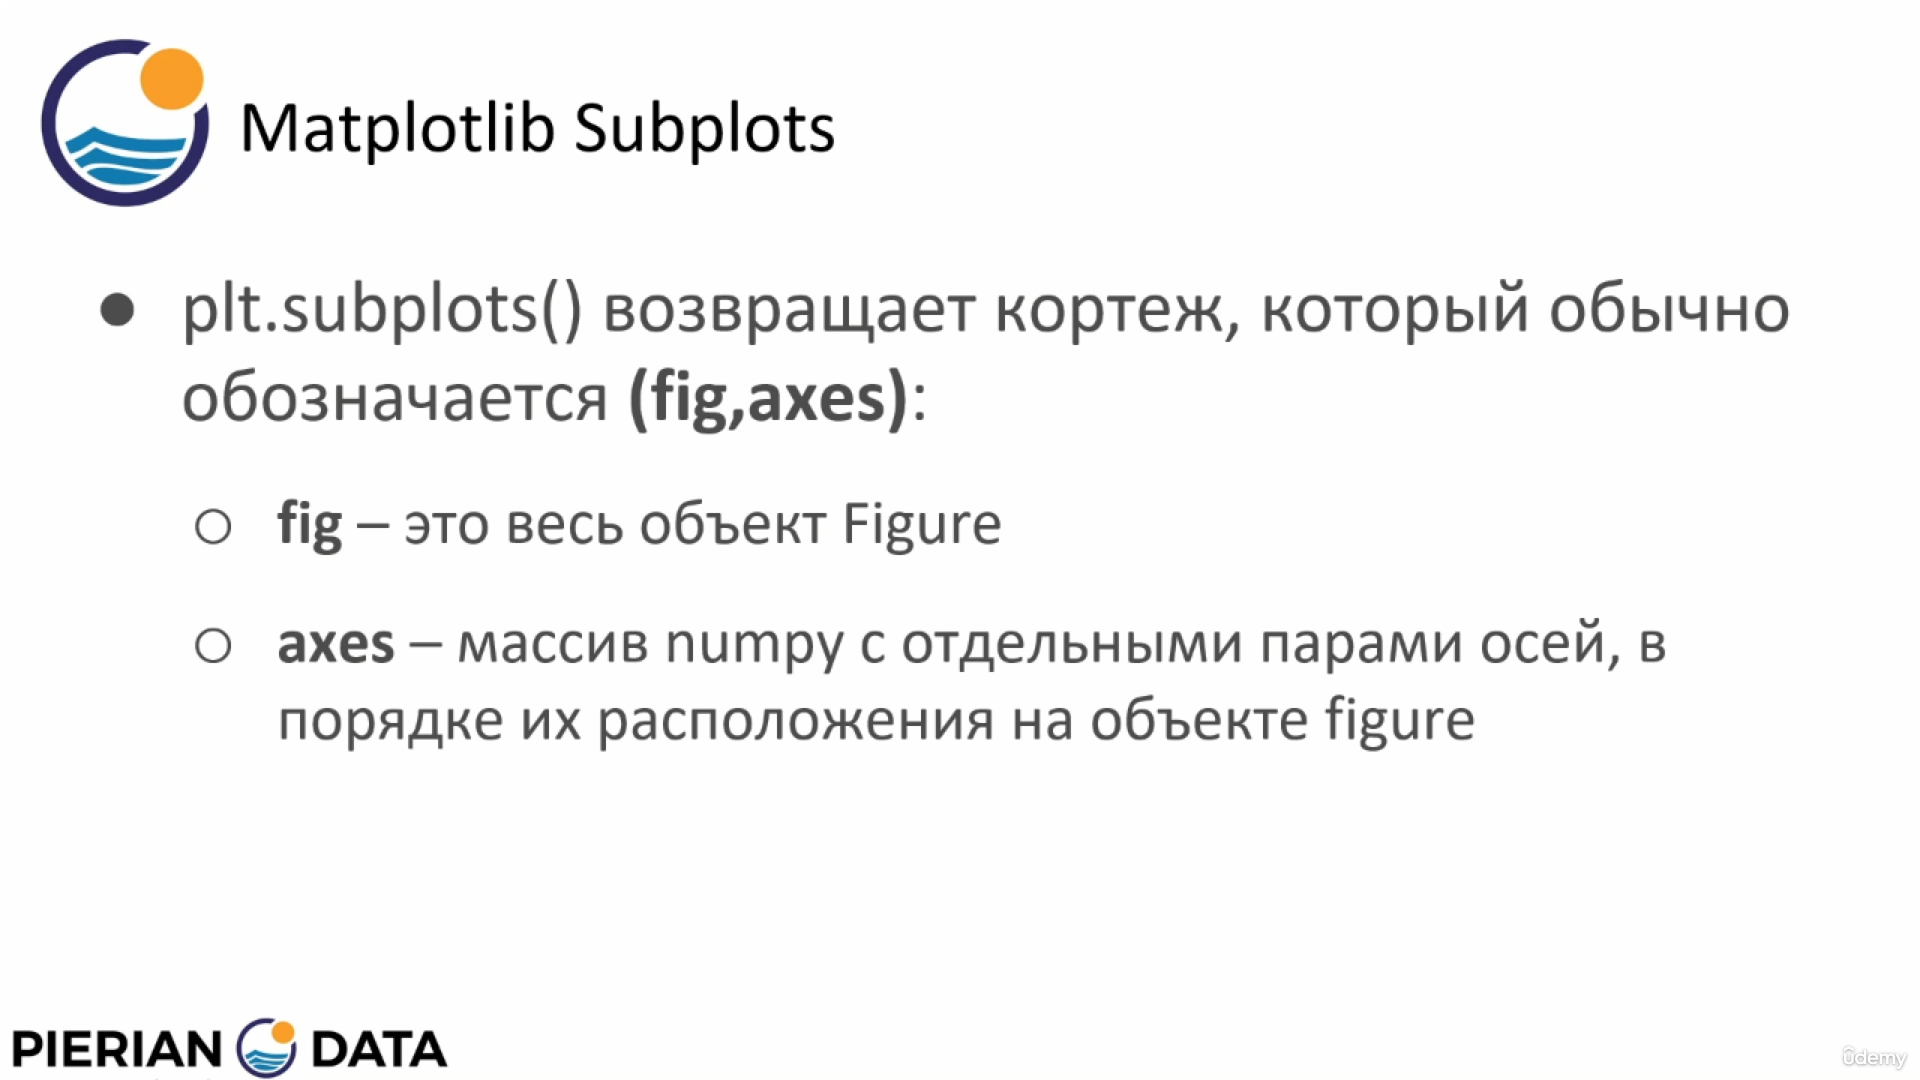 Matplotlib Subplots
● plt.subplots() возвращает кортеж, который обычно
обозначается (fig,axes):
○ fig – это весь объект Figure
○ axes – массив numpy с отдельными парами осей, в
порядке их расположения на объекте figure
PIERIAN DATA
ûdemy